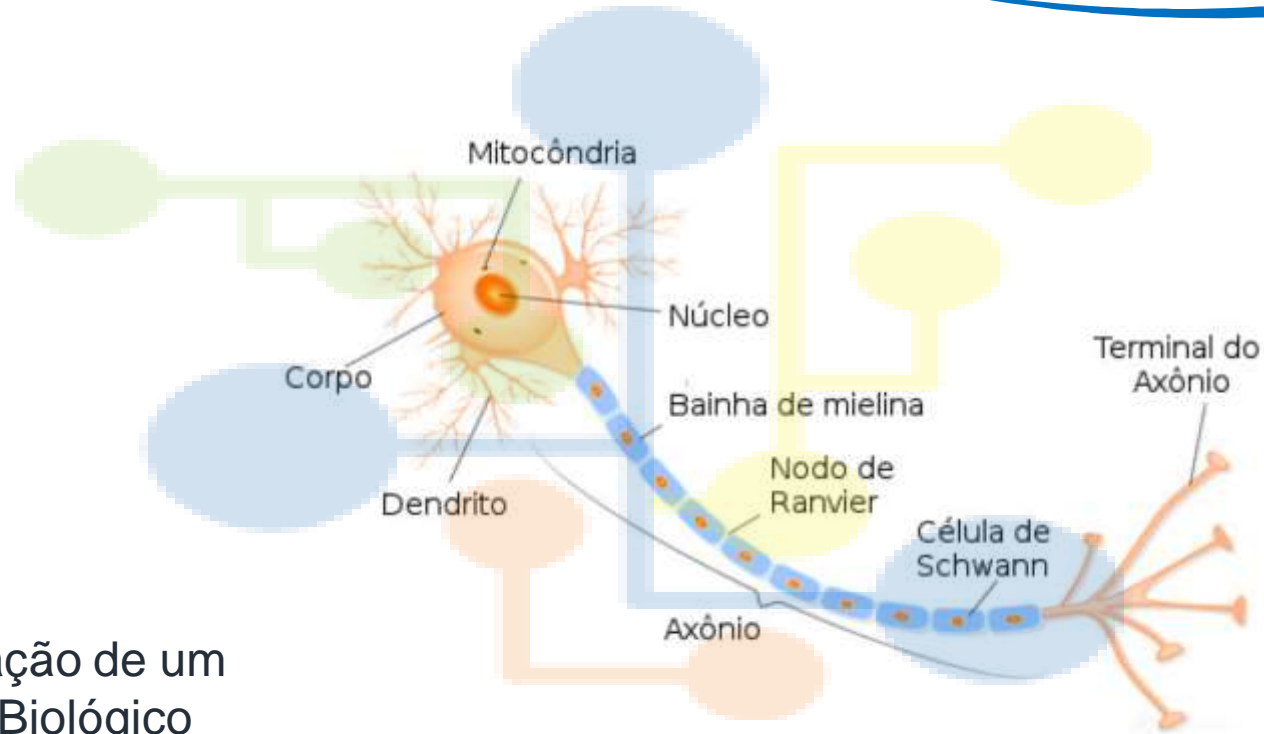 Mitocôndria
Núcleo
Terminal do
Axônio
Corpo
Bainha de mielina
Nodo de
Ranvier
Dendrito
Célula de
Schwann
Axônio
de um
Biológico